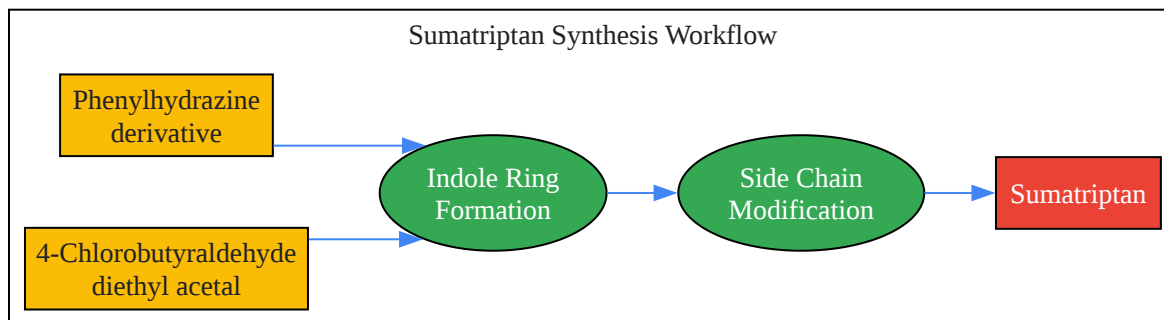 Sumatriptan Synthesis Workflow
Phenylhydrazine
derivative
4-Chlorobutyraldehyde
diethyl acetal
Indole Ring
Formation
Side Chain
Modification
Sumatriptan